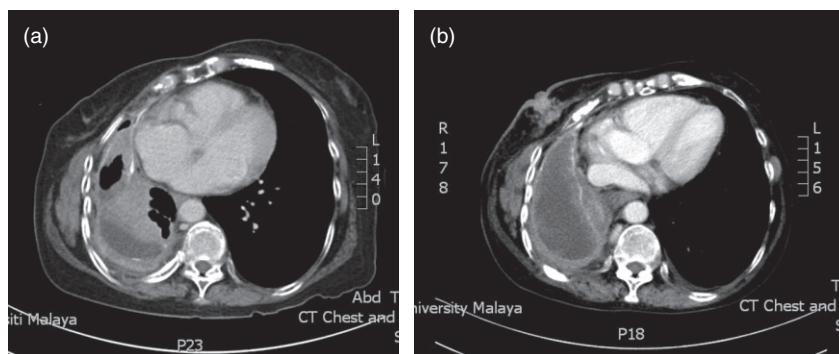 (a)
L
1
4
0
Abd T
siti Malaya
CT Chest and
P23
S
(b)
R
1
7
8
L
1
5
6
T
niversity Malaya
CT Chest and
P18
S